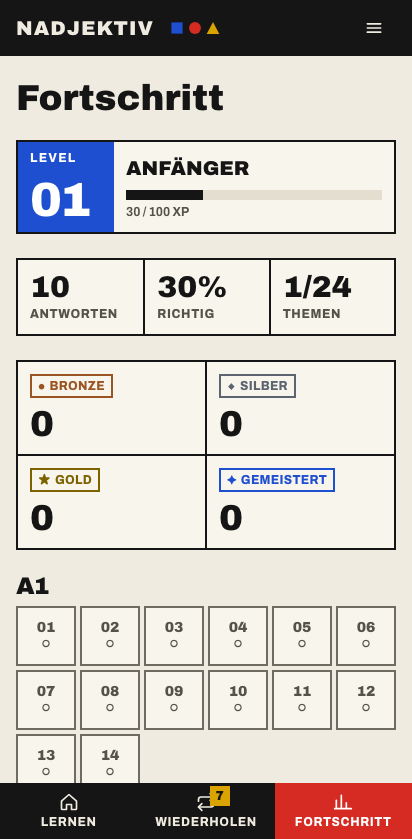 NADJEKTIV
Fortschritt
LEVEL
01
ANFÄNGER
30 / 100 XP
10
ANTWORTEN
30%
RICHTIG
1/24
THEMEN
BRONZE
0
SILBER
0
GOLD
0
GEMEISTERT
0
A1
01 02 03 04 05 06
07 08 09 10 11 12
13 14
7
LERNEN WIEDERHOLEN FORTSCHRITT